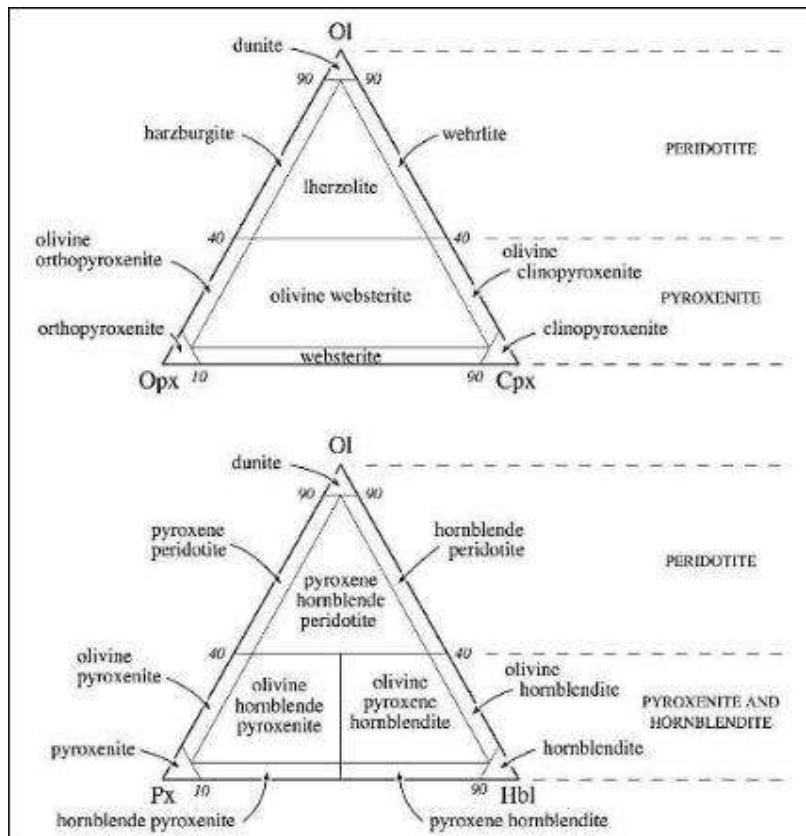 Ol
dunite
90
90
harzburgite
wehrlite
PERIDOTITE
lherzolite
40
40
olivine
orthopyroxenite
olivine
clinopyroxenite
olivine websterite
PYROXENITE
orthopyroxenite
clinopyroxenite
websterite
Opx
10
90
Cpx
Ol
dunite
90
90
pyroxene
peridotite
hornblende
peridotite
PERIDOTITE
pyroxene
hornblende
peridotite
40
40
olivine
pyroxenite
olivine
hornblende
pyroxenite
olivine
pyroxene
hornblendite
olivine
hornblendite
PYROXENITE AND
HORNBLENDITE
pyroxenite
hornblendite
Px
10
90
Hbl
hornblende pyroxenite
pyroxene hornblendite